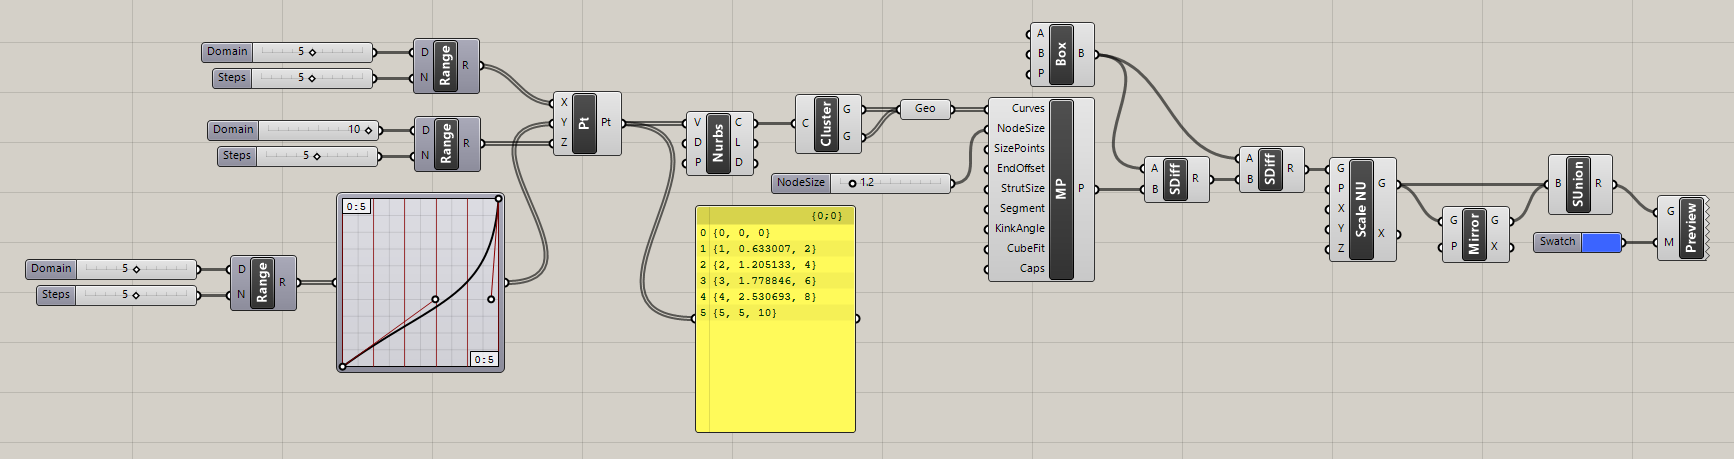 Domain 5
Steps 5
D
N
Range
R
Domain 10
Steps 5
D
N
Range
R
Domain 5
Steps 5
D
N
Range
R
0:5
0:5
X
Y
Z
Pt
Pt
V
D
P
Nurbs
C
L
D
C
Cluster
G
G
Geo
NodeSize 1.2
{0;0}
0 {0, 0, 0}
1 {1, 0.633007, 2}
2 {2, 1.205133, 4}
3 {3, 1.778846, 6}
4 {4, 2.530693, 8}
5 {5, 5, 10}
Curves
NodeSize
SizePoints
EndOffset
StrutSize
Segment
KinkAngle
CubeFit
Caps
MP
P
A
B
P
Box
B
A
B
SDiff
R
A
B
SDiff
R
G
P
X
Y
Z
Scale NU
G
X
G
P
Mirror
G
X
B
SUnion
R
Swatch
G
M
Preview